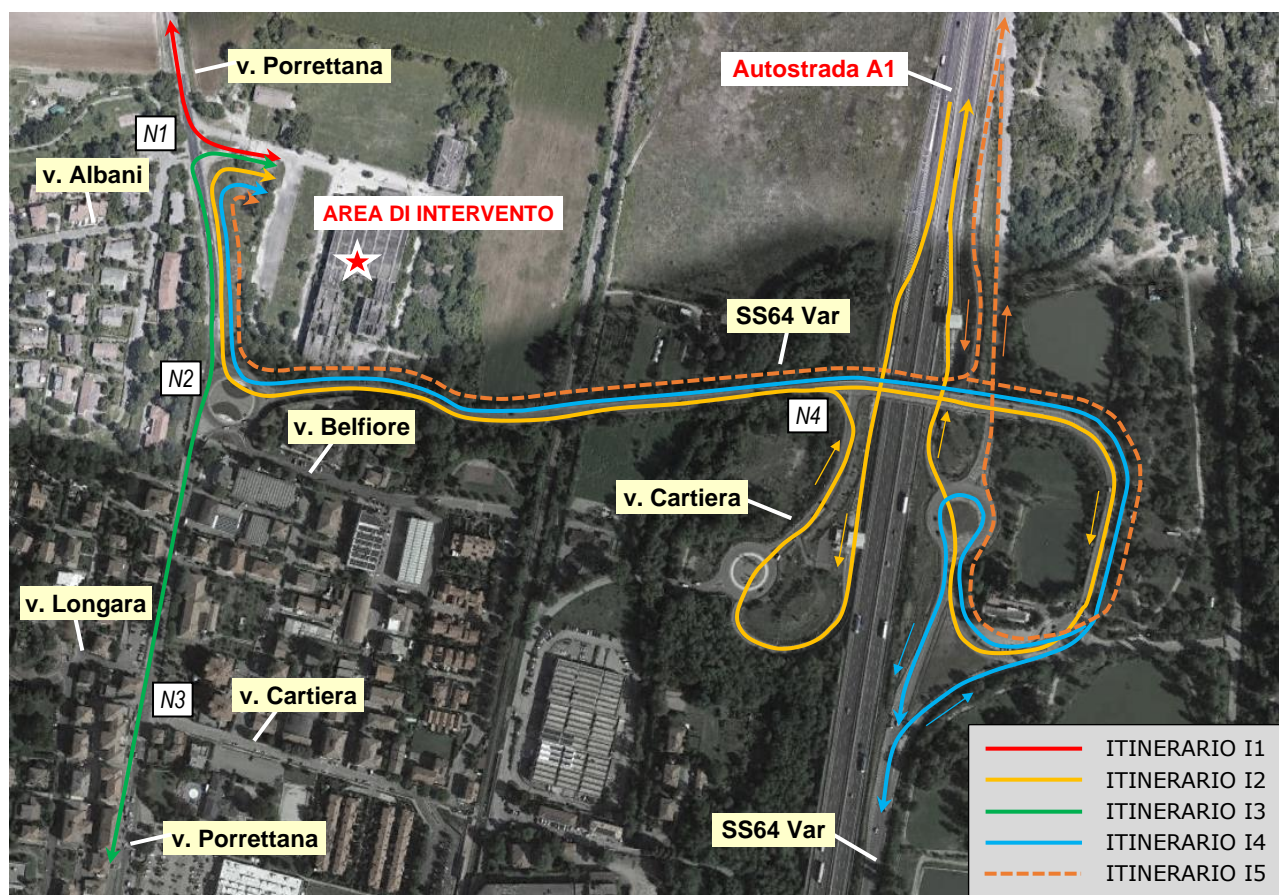 v. Porrettana
Autostrada A1
N1
v. Albani
AREA DI INTERVENTO
SS64 Var
N2
N4
v. Belfiore
v. Cartiera
v. Longara
N3
v. Cartiera
v. Porrettana
SS64 Var
ITINERARIO I1
ITINERARIO I2
ITINERARIO I3
ITINERARIO I4
ITINERARIO I5